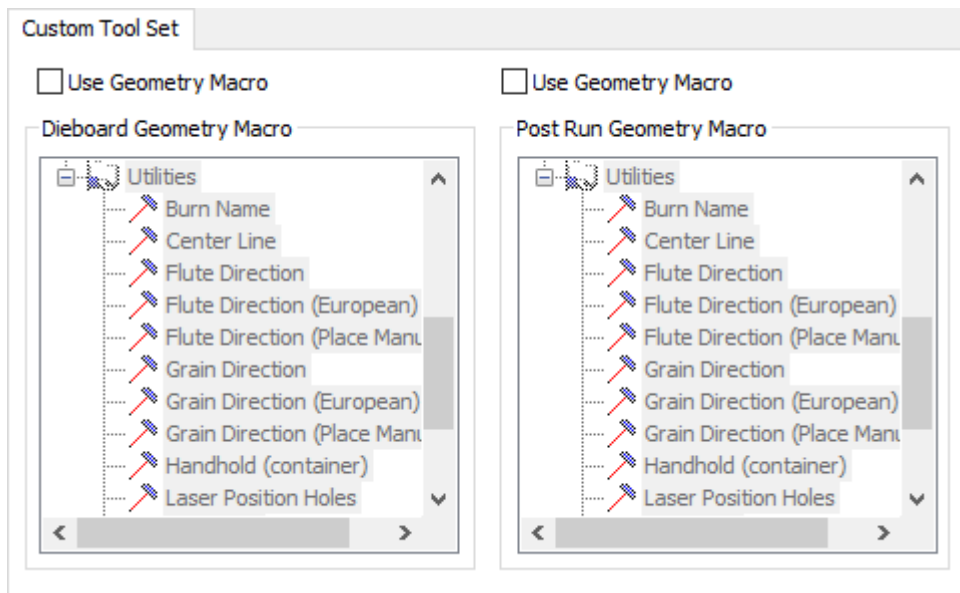 Custom Tool Set
Use Geometry Macro
Dieboard Geometry Macro
Utilities
Burn Name
Center Line
Flute Direction
Flute Direction (European)
Flute Direction (Place Manu
Grain Direction
Grain Direction (European)
Grain Direction (Place Manu
Handhold (container)
Laser Position Holes
Use Geometry Macro
Post Run Geometry Macro
Utilities
Burn Name
Center Line
Flute Direction
Flute Direction (European)
Flute Direction (Place Manu
Grain Direction
Grain Direction (European)
Grain Direction (Place Manu
Handhold (container)
Laser Position Holes